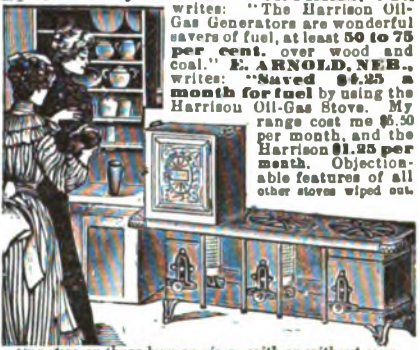 writes: "The Harrison Oil-
Gas Generators are wonderful
savers of fuel, at least 50 to 75
per cent. over wood and
coal." E. ARNOLD, NEB.,
writes: "Saved $4.25 a
month for fuel by using the
Harrison Oil-Gas Stove. My
range cost me $5.50
per month, and the
Harrison $1.25 per
month. Objection-
able features of all
other stoves wiped out